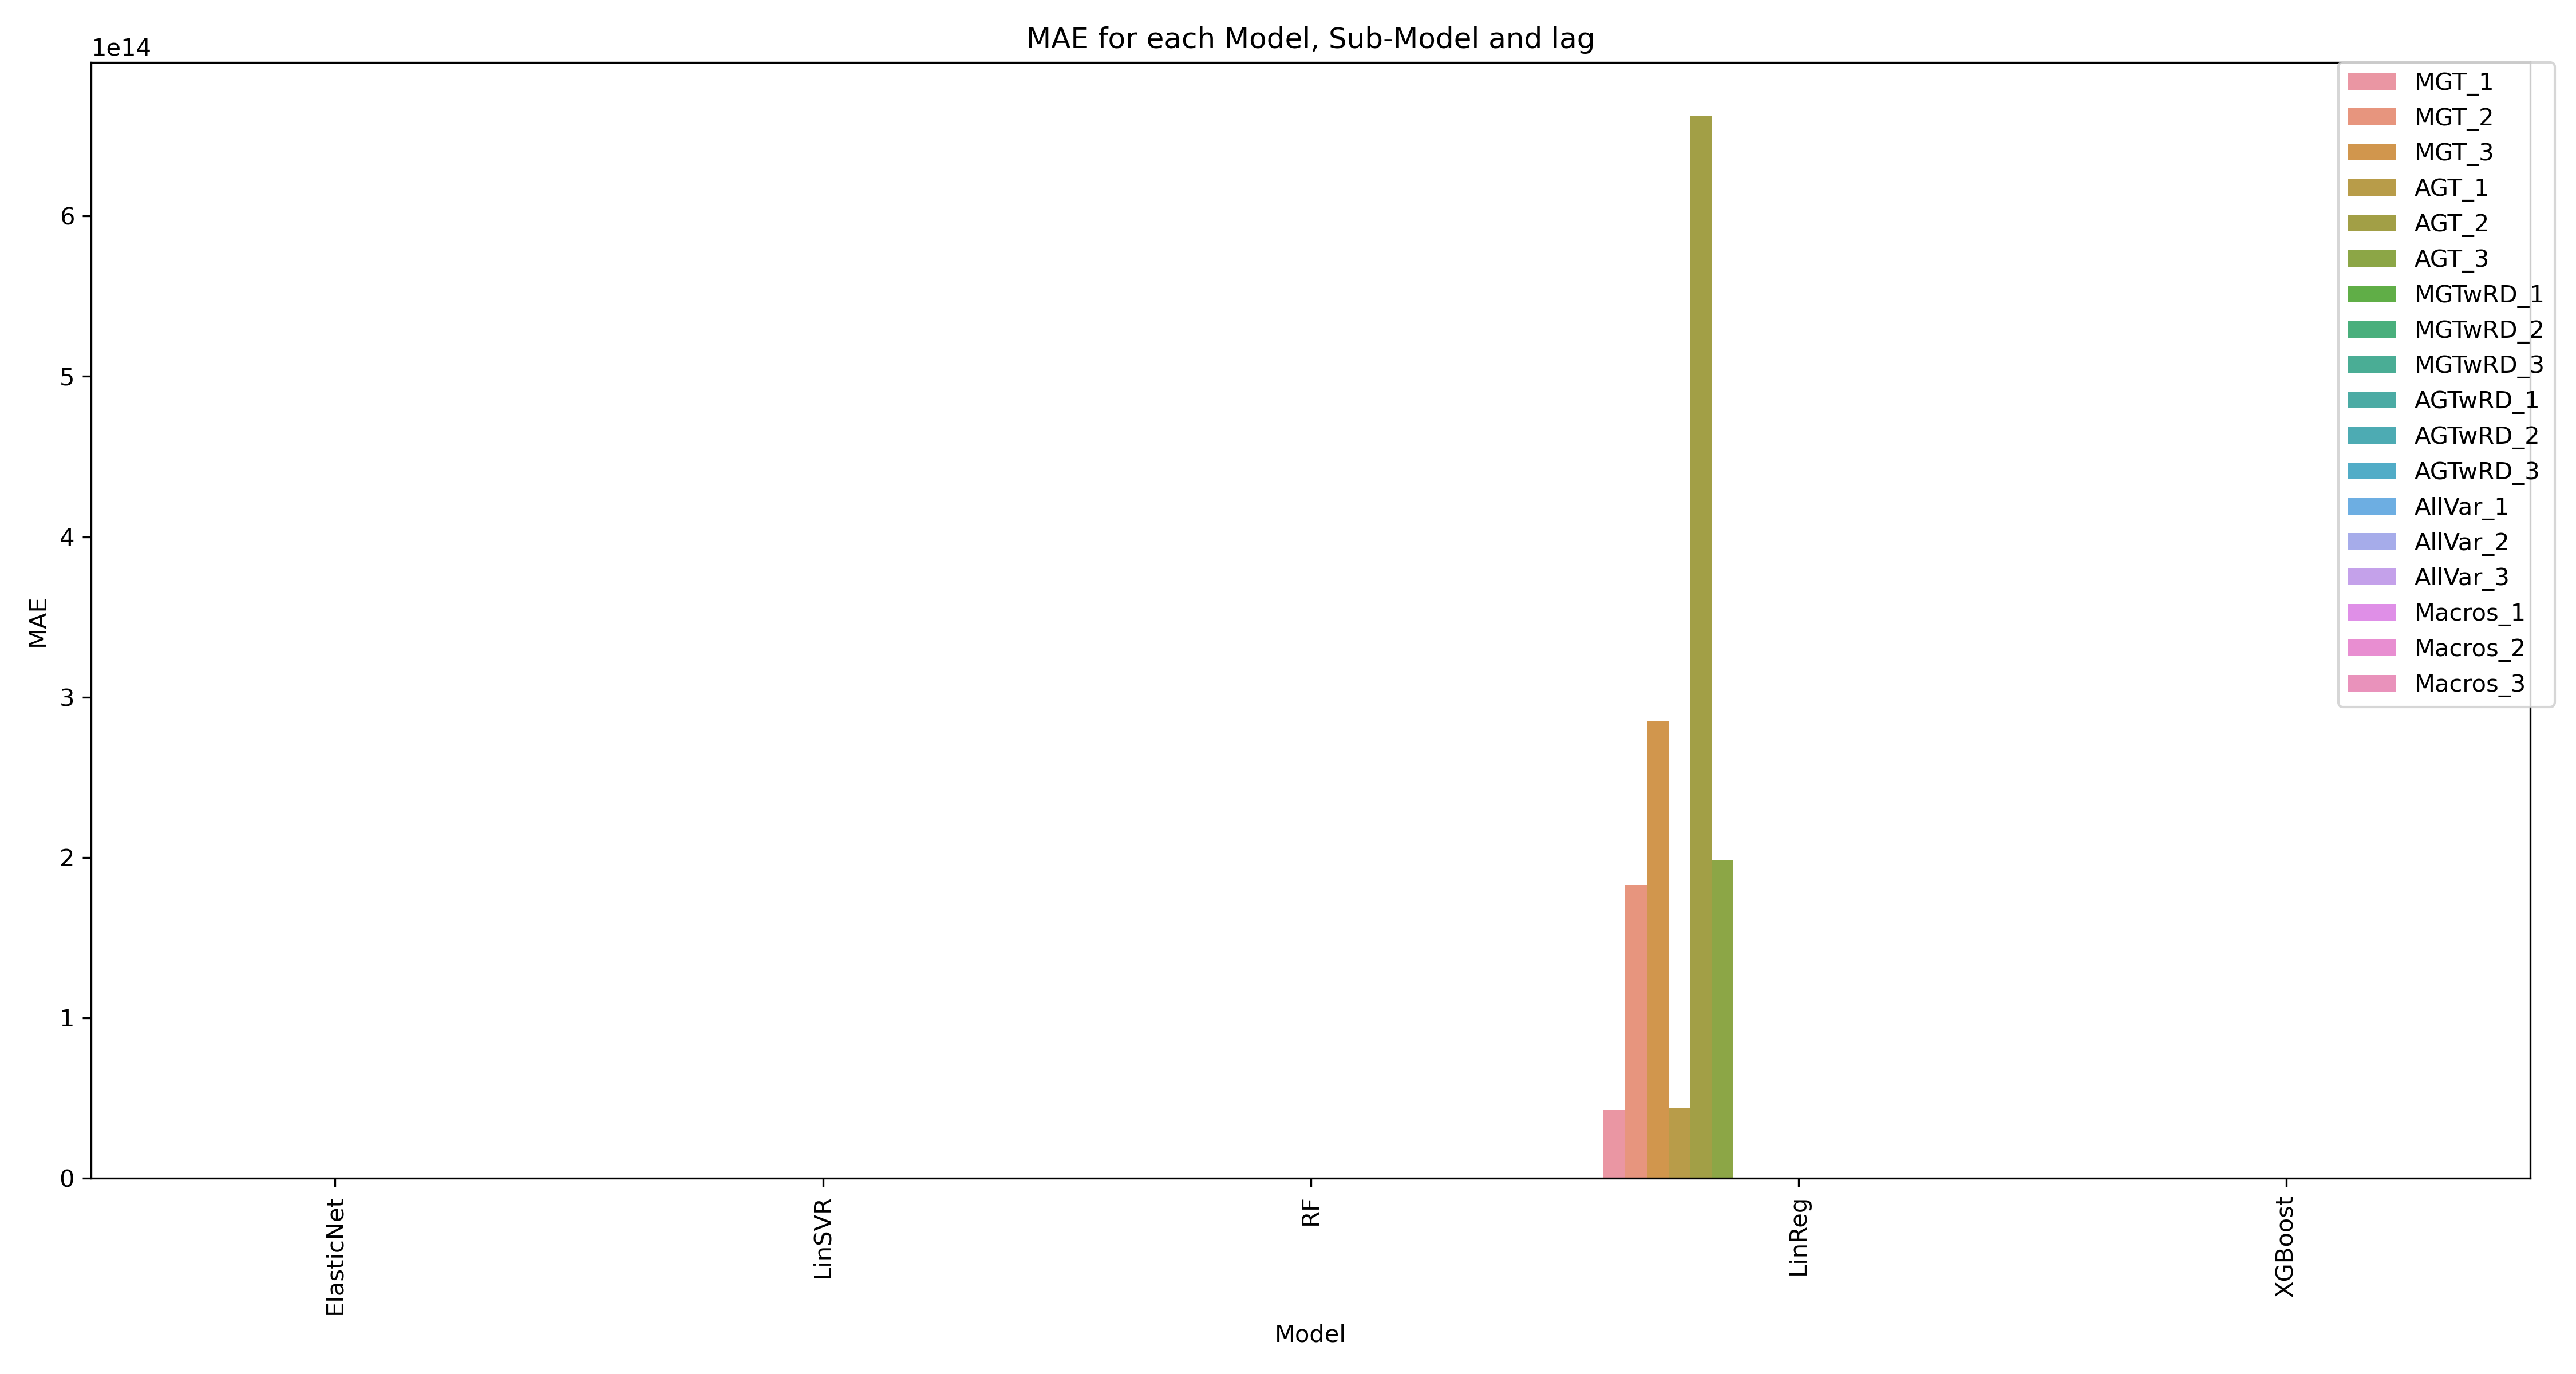 MAE for each Model, Sub-Model and lag
1e14
6
5
4
3
2
1
0
MAE
ElasticNet
LinSVR
RF
LinReg
XGBoost
Model
MGT_1
MGT_2
MGT_3
AGT_1
AGT_2
AGT_3
MGTwRD_1
MGTwRD_2
MGTwRD_3
AGTwRD_1
AGTwRD_2
AGTwRD_3
AllVar_1
AllVar_2
AllVar_3
Macros_1
Macros_2
Macros_3